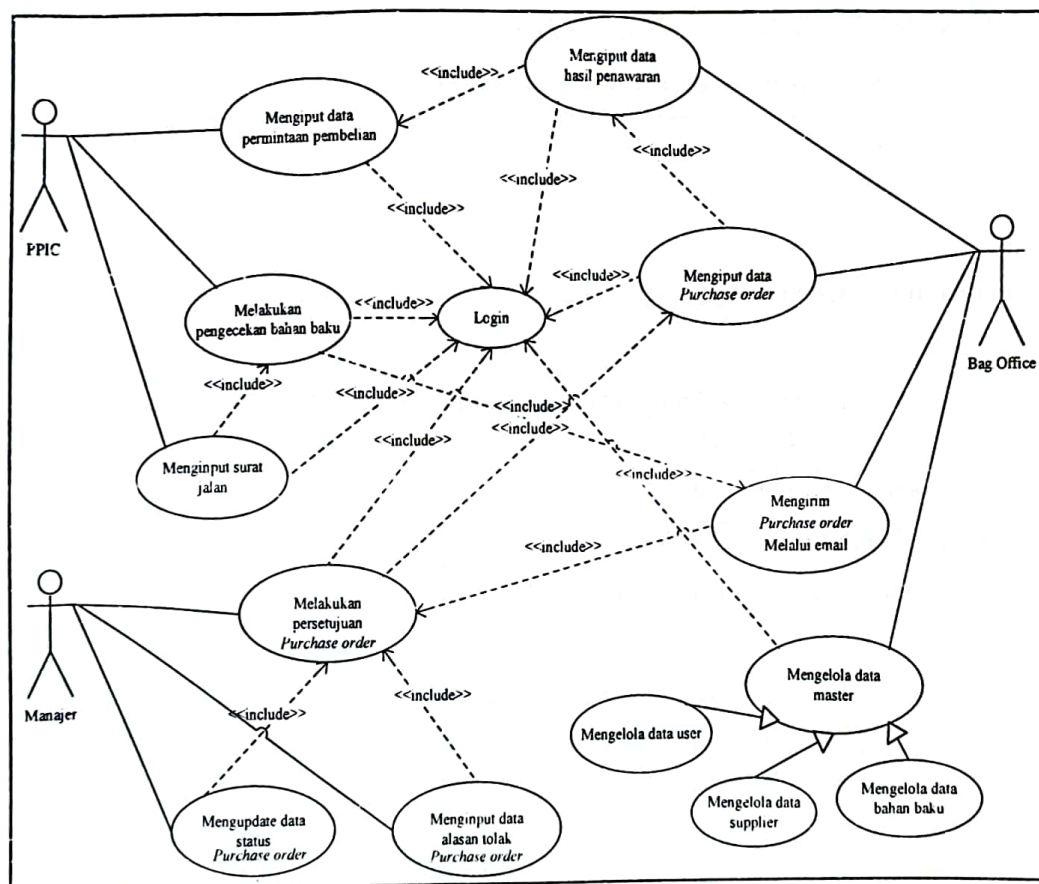 Mengiput data
hasil penawaran
<<include>>
Mengiput data
permintaan pembelian
<<include>>
<<include>>
<<include>>
PPIC
Mengiput data
Purchase order
<<include>>
Melakukan
pengecekan bahan baku
<<include>>
Login
Bag Office
<<include>>
<<include>>
<<include>>
<<include>>
<<include>>
Menginput surat
jalan
<<include>>
Mengirim
Purchase order
Melalui email
<<include>>
Melakukan
persetujuan
Purchase order
Manajer
<<include>>
<<include>>
Mengelola data
master
Mengelola data user
Mengelola data
supplier
Mengelola data
bahan baku
Mengupdate data
status
Purchase order
Menginput data
alasan tolak
Purchase order